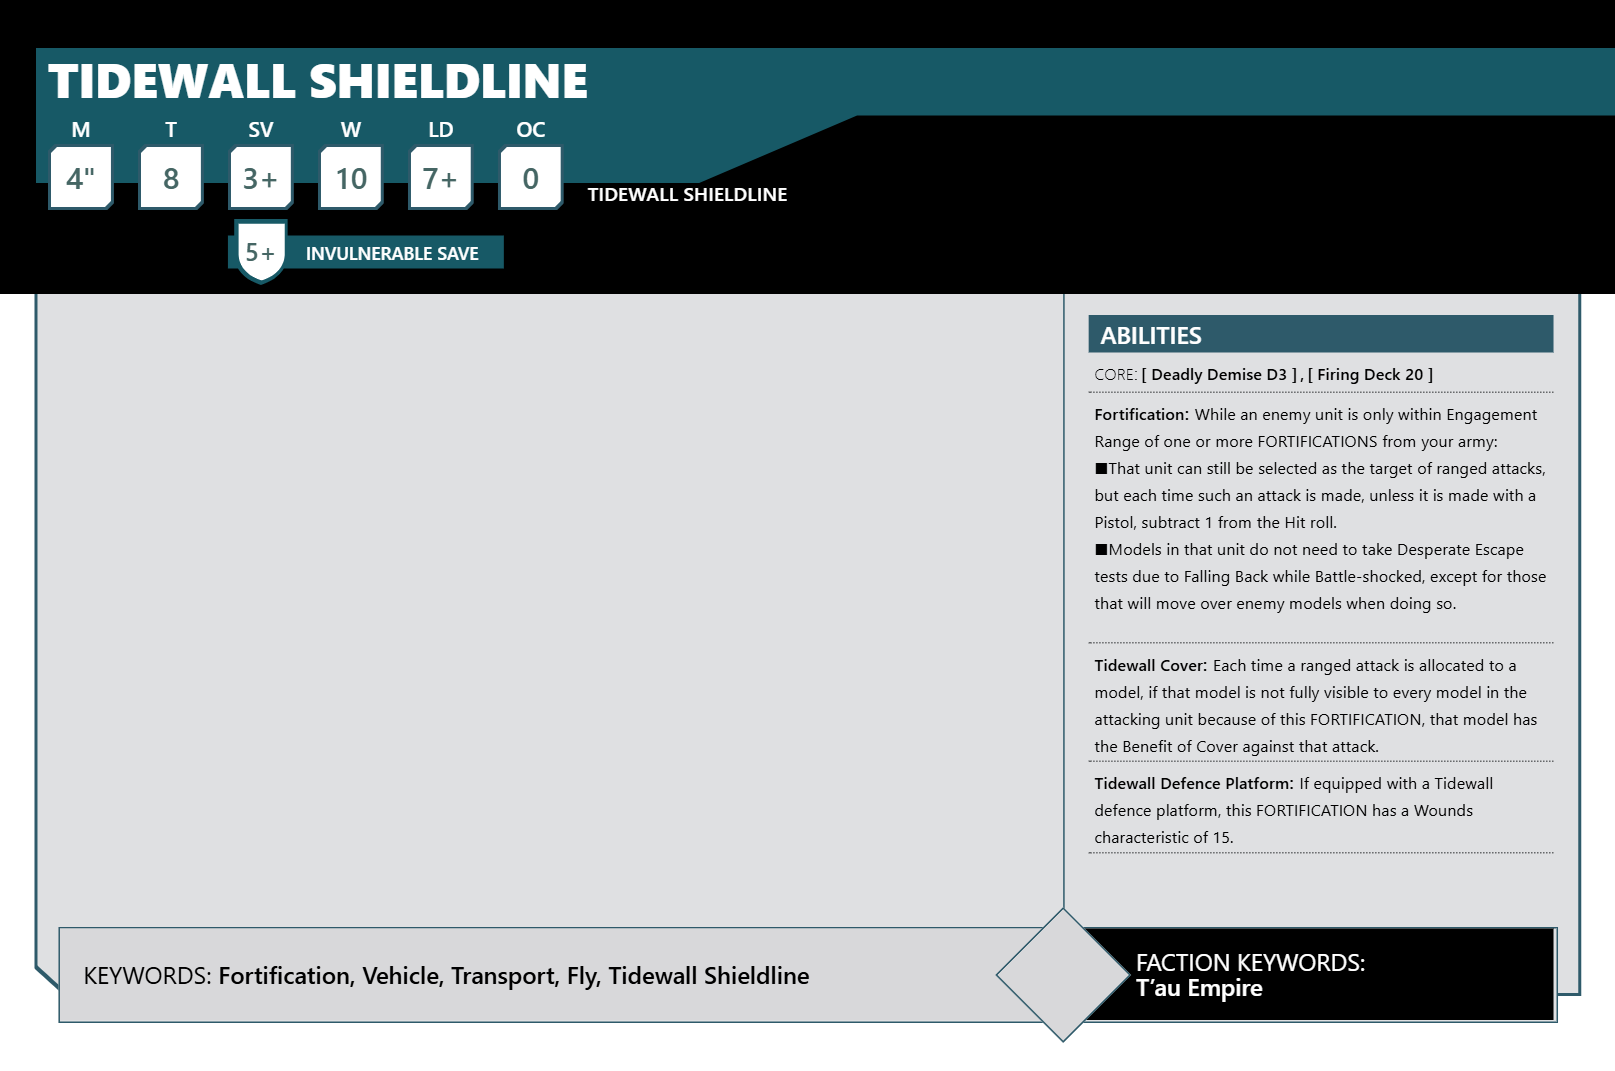 TIDEWALL SHIELDLINE
M T SV W LD OC
4" 8 3+ 10 7+ 0
TIDEWALL SHIELDLINE
5+ INVULNERABLE SAVE
ABILITIES
CORE: [ Deadly Demise D3 ] , [ Firing Deck 20 ]
Fortification: While an enemy unit is only within Engagement
Range of one or more FORTIFICATIONS from your army:
■That unit can still be selected as the target of ranged attacks,
but each time such an attack is made, unless it is made with a
Pistol, subtract 1 from the Hit roll.
■Models in that unit do not need to take Desperate Escape
tests due to Falling Back while Battle-shocked, except for those
that will move over enemy models when doing so.
Tidewall Cover: Each time a ranged attack is allocated to a
model, if that model is not fully visible to every model in the
attacking unit because of this FORTIFICATION, that model has
the Benefit of Cover against that attack.
Tidewall Defence Platform: If equipped with a Tidewall
defence platform, this FORTIFICATION has a Wounds
characteristic of 15.
KEYWORDS: Fortification, Vehicle, Transport, Fly, Tidewall Shieldline
FACTION KEYWORDS:
T’au Empire